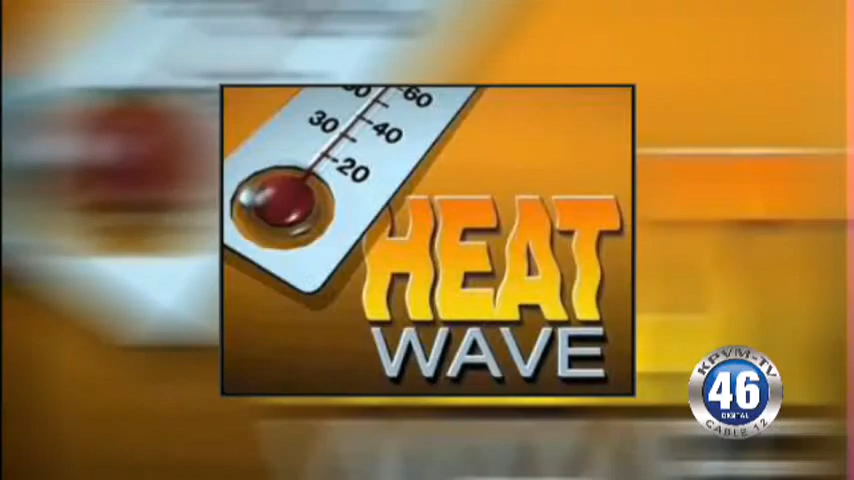 60
30
40
20
HEAT
WAVE
KPVM-TV
46
DIGITAL
CABLE 12